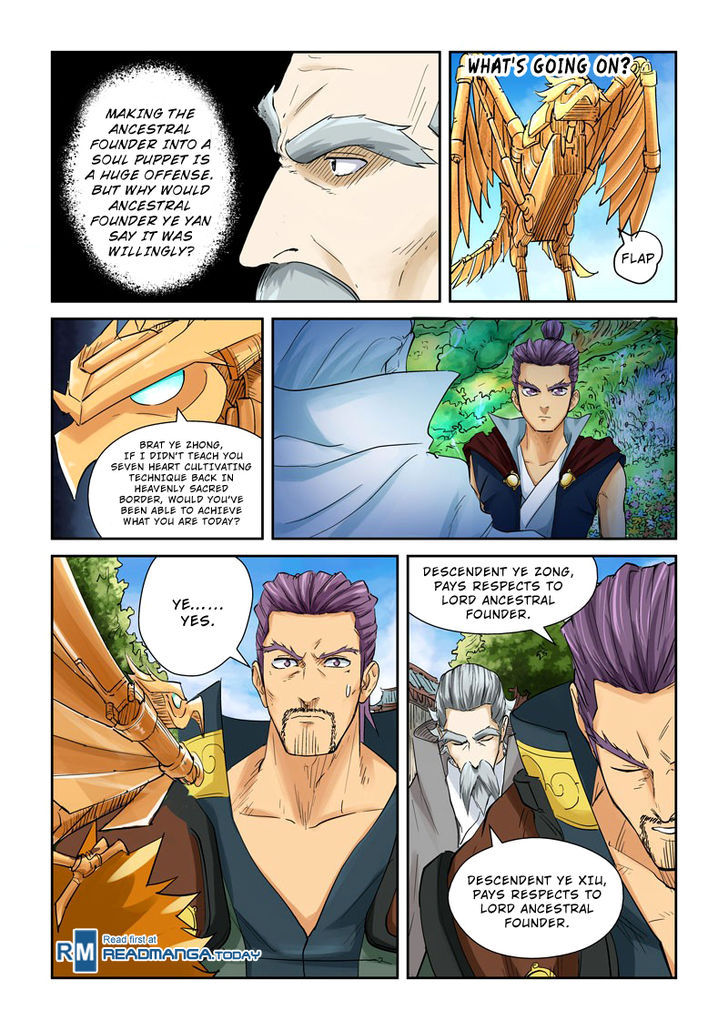 MAKING THE
ANCESTRAL
FOUNDER INTO A
SOUL PUPPET IS
A HUGE OFFENSE.
BUT WHY WOULD
ANCESTRAL
FOUNDER YE YAN
SAY IT WAS
WILLINGLY?
WHAT'S GOING ON?
FLAP
BRAT YE ZHONG,
IF I DIDN'T TEACH YOU
SEVEN HEART CULTIVATING
TECHNIQUE BACK IN
HEAVENLY SACRED
BORDER, WOULD YOU'VE
BEEN ABLE TO ACHIEVE
WHAT YOU ARE TODAY?
YE......
YES.
DESCENDENT YE ZONG,
PAYS RESPECTS TO
LORD ANCESTRAL
FOUNDER.
DESCENDENT YE XIU,
PAYS RESPECTS TO
LORD ANCESTRAL
FOUNDER.
RM
Read first at
READMANGA.TODAY